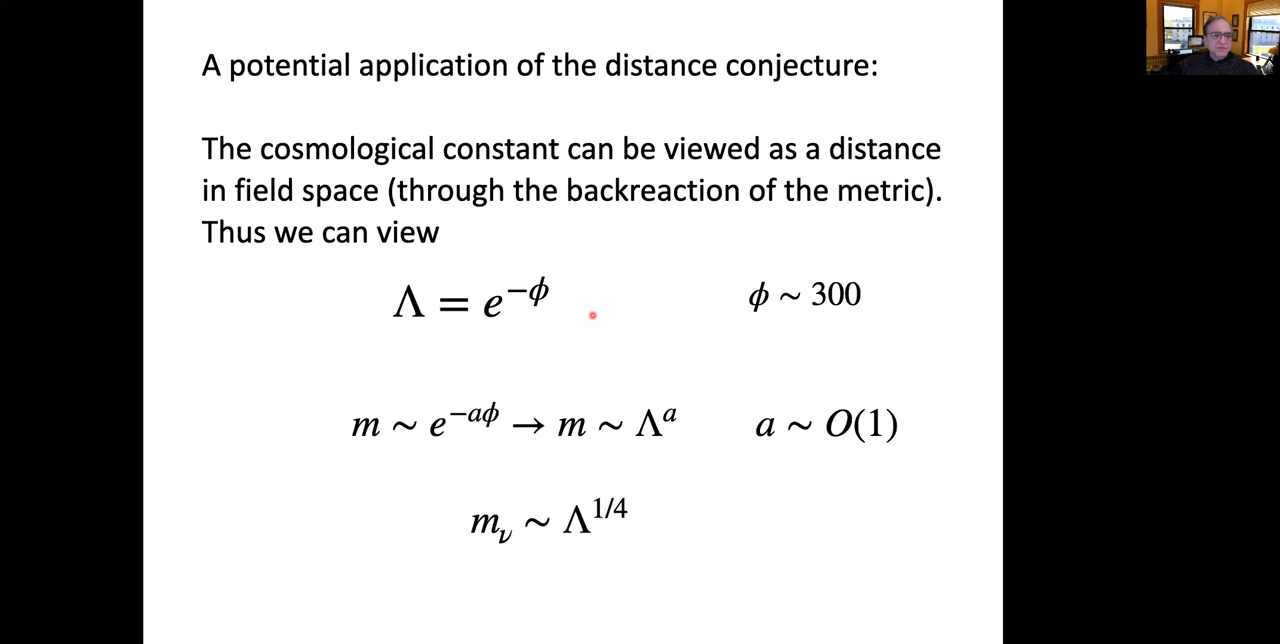 A potential application of the distance conjecture:
The cosmological constant can be viewed as a distance
in field space (through the backreaction of the metric).
Thus we can view
Λ = e^{−ϕ}    ϕ ∼ 300
m ∼ e^{−aϕ} → m ∼ Λ^a    a ∼ O(1)
m_ν ∼ Λ^{1/4}